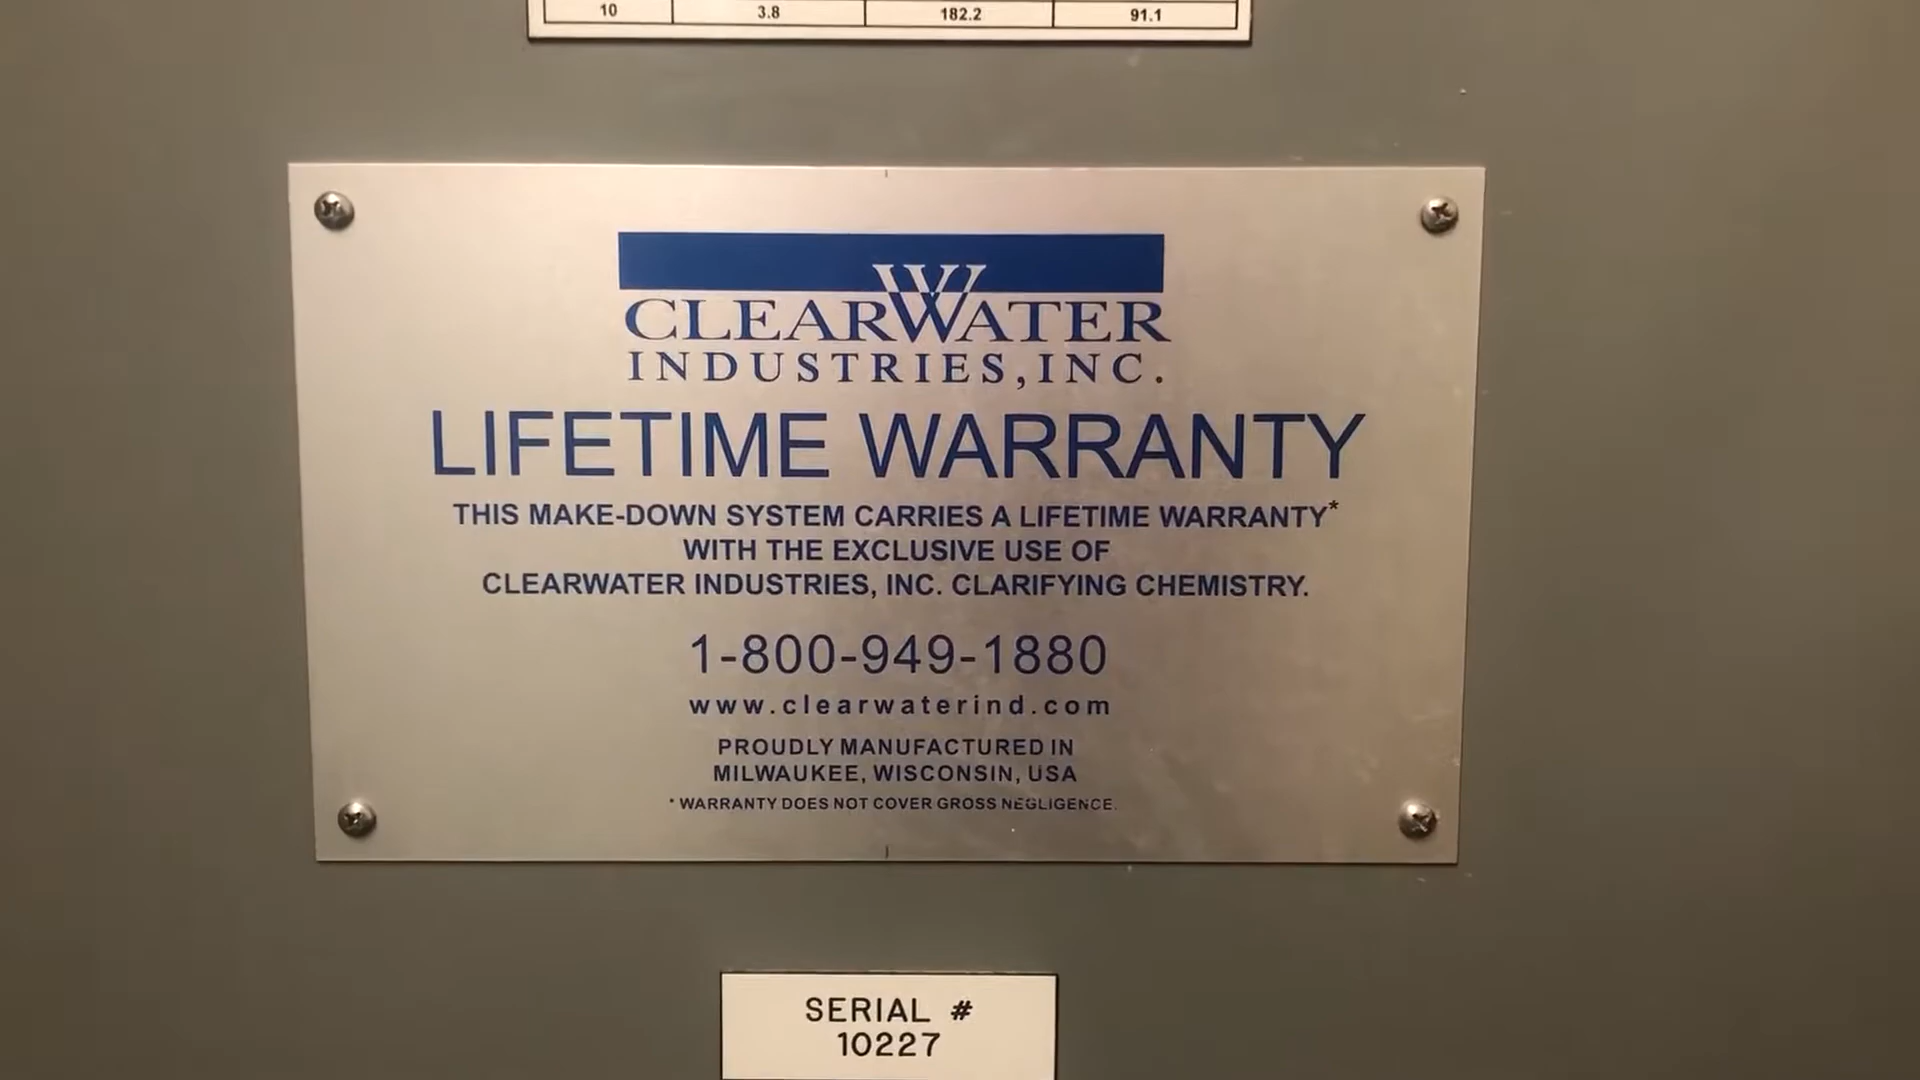 10 3.8 182.2 91.1
CLEARWATER
INDUSTRIES, INC.
LIFETIME WARRANTY
THIS MAKE-DOWN SYSTEM CARRIES A LIFETIME WARRANTY*
WITH THE EXCLUSIVE USE OF
CLEARWATER INDUSTRIES, INC. CLARIFYING CHEMISTRY.
1-800-949-1880
www.clearwaterind.com
PROUDLY MANUFACTURED IN
MILWAUKEE, WISCONSIN, USA
* WARRANTY DOES NOT COVER GROSS NEGLIGENCE.
SERIAL #
10227